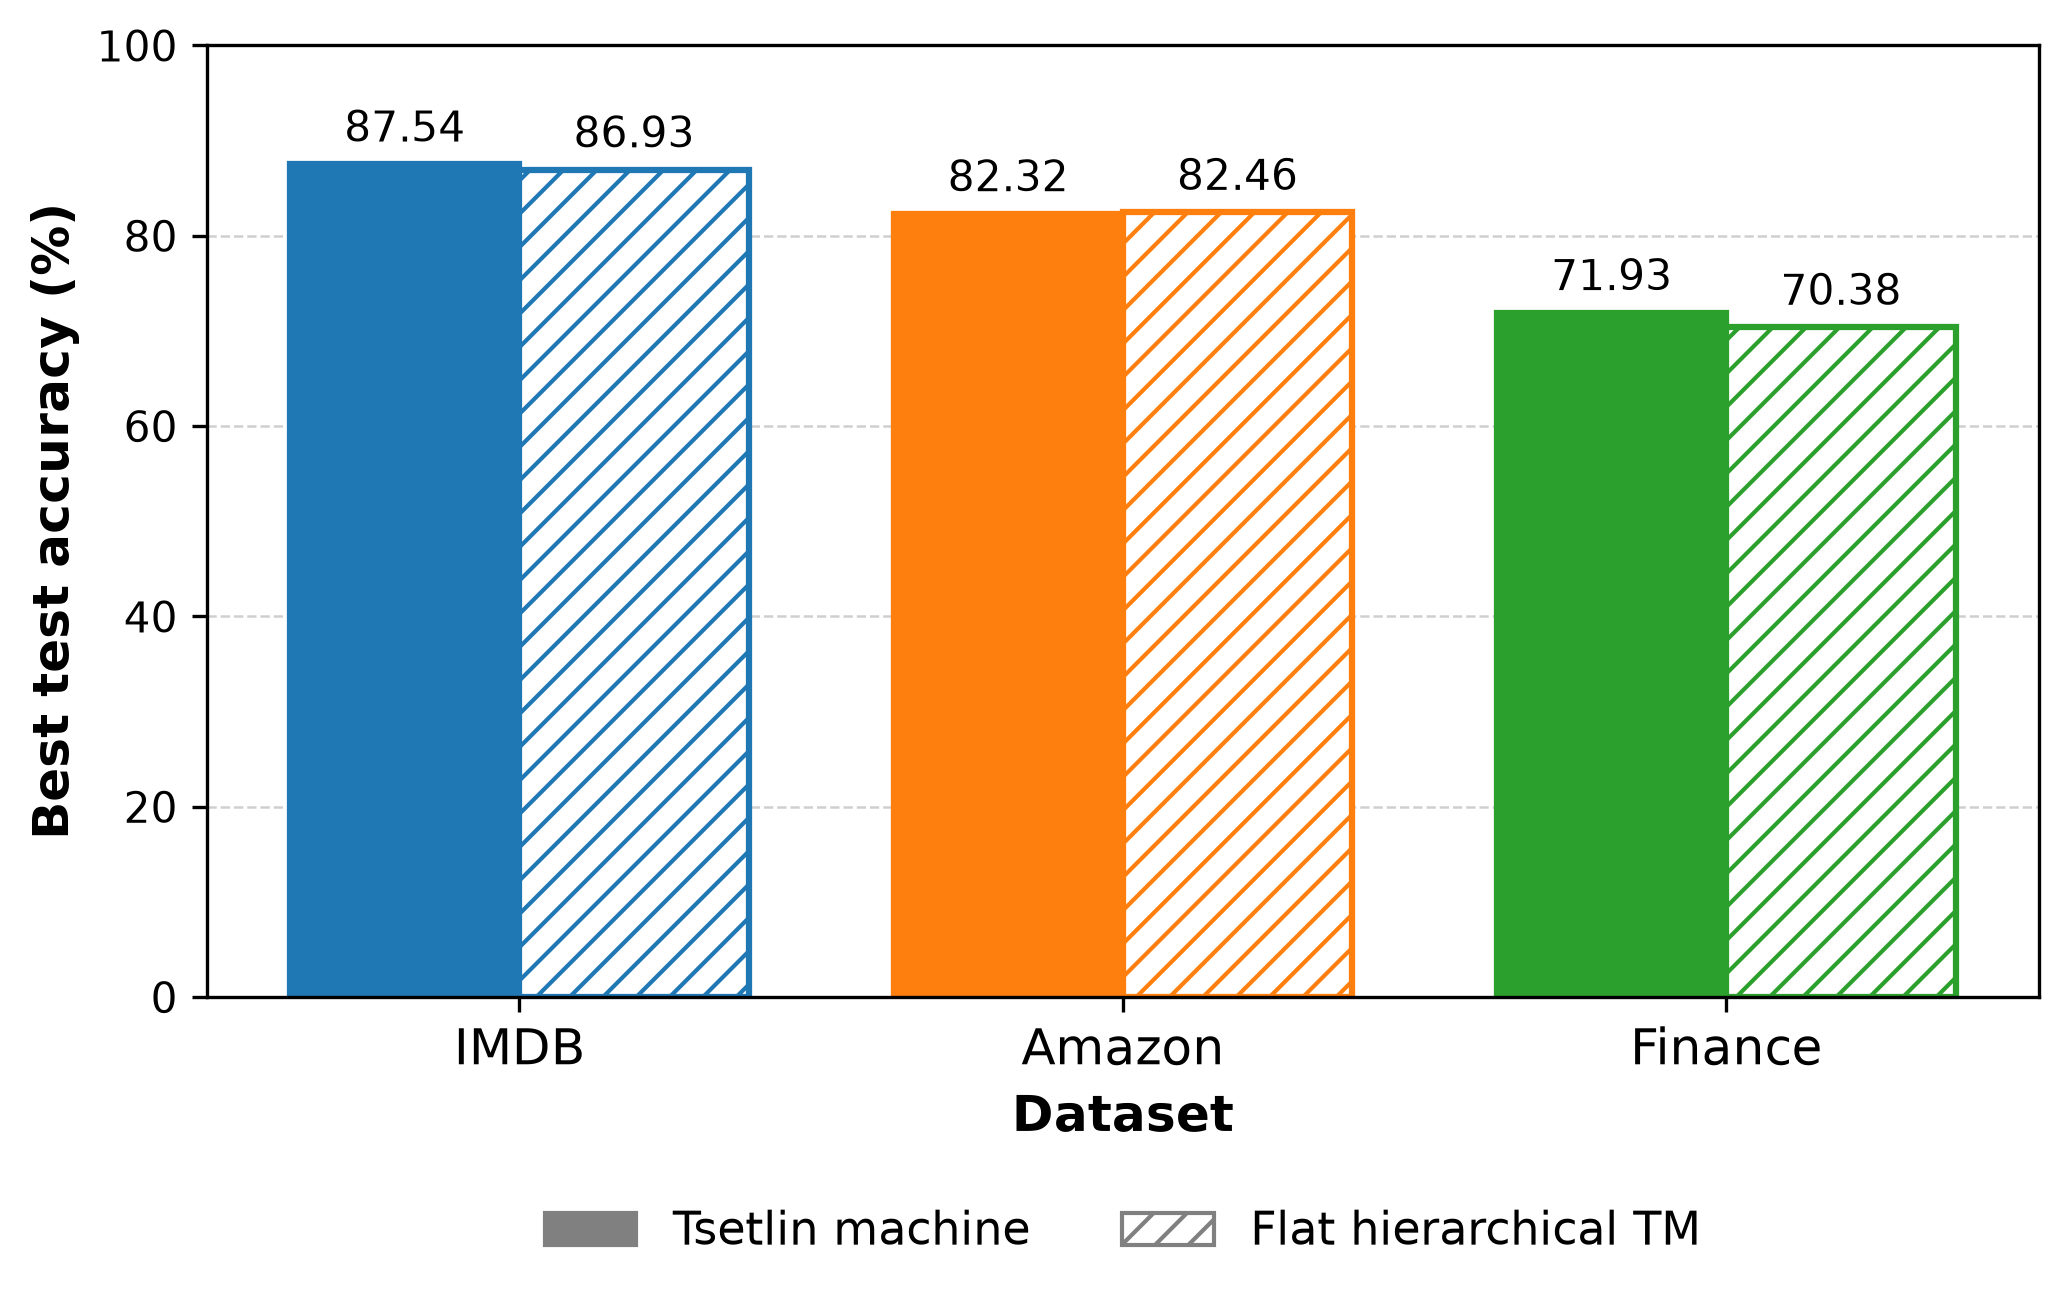 Best test accuracy (%)
100
80
60
40
20
0
87.54
86.93
82.32
82.46
71.93
70.38
IMDB
Amazon
Finance
Dataset
Tsetlin machine
Flat hierarchical TM